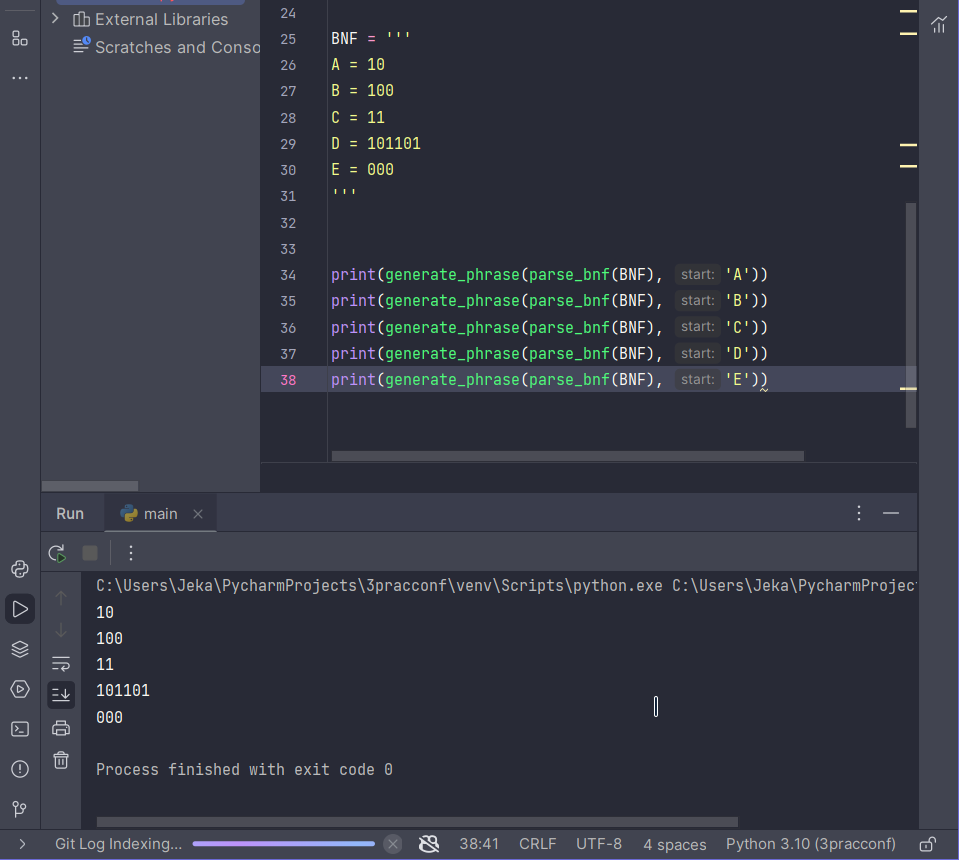 External Libraries
Scratches and Conso
24
25 BNF = '''
26 A = 10
27 B = 100
28 C = 11
29 D = 101101
30 E = 000
31 '''
32
33
34 print(generate_phrase(parse_bnf(BNF), start: 'A'))
35 print(generate_phrase(parse_bnf(BNF), start: 'B'))
36 print(generate_phrase(parse_bnf(BNF), start: 'C'))
37 print(generate_phrase(parse_bnf(BNF), start: 'D'))
38 print(generate_phrase(parse_bnf(BNF), start: 'E'))
Run main
C:\Users\Jeka\PycharmProjects\3pracconf\venv\Scripts\python.exe C:\Users\Jeka\PycharmProjec
10
100
11
101101
000
Process finished with exit code 0
Git Log Indexing... 38:41 CRLF UTF-8 4 spaces Python 3.10 (3pracconf)